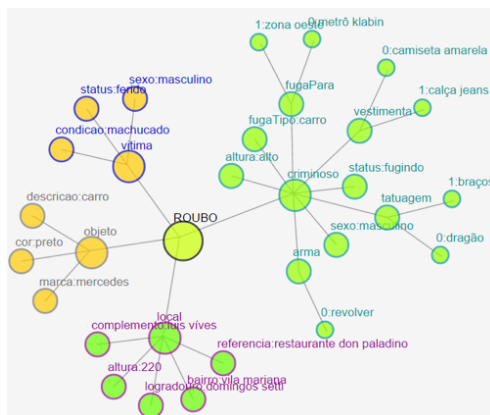 1:zona oeste
0:metrô klabin
0:camiseta amarela
sexo:masculino
status:ferido
1:calça jeans
fugaPara
vestimenta
condicao:machucado
fugaTipo:carro
vitima
altura:alto
criminoso
status:fugindo
1:braços
descricao:carro
tatuagem
ROUBO
objeto
sexo:masculino
cor:preto
0:dragão
arma
marca:mercedes
0:revolver
local
complemento:luis víves
referencia:restaurante don paladino
altura:220
bairro:vila mariana
logradouro:domingos setti